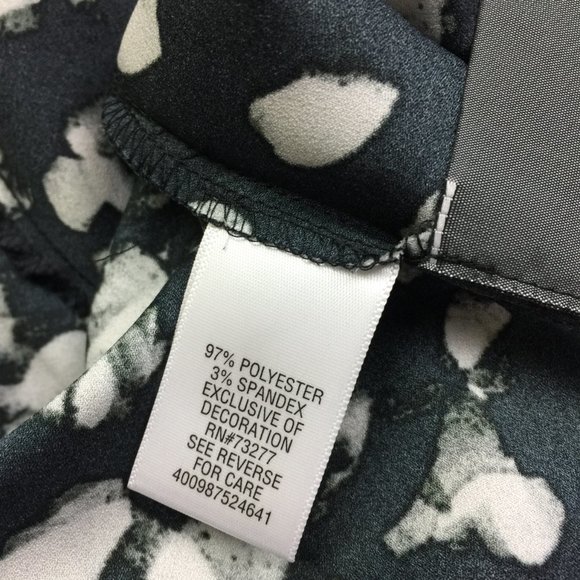 97% POLYESTER
3% SPANDEX
EXCLUSIVE OF
DECORATION
RN#73277
SEE REVERSE
FOR CARE
400987524641